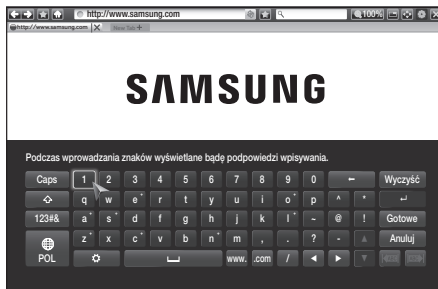 http://www.samsung.com 100%
http://www.samsung.com New Tab +
SAMSUNG
Podczas wprowadzania znaków wyświetlane bądę podpowiedzi wpisywania.
Caps 1 2 3 4 5 6 7 8 9 0 ← Wyczyść
q w e r t y u i o p ^ * ↵
123#& a s d f g h j k l ~ @ ! Gotowe
z x c v b n m , . ? - ▲ Anuluj
POL www. .com / ◀ ▶ ▼